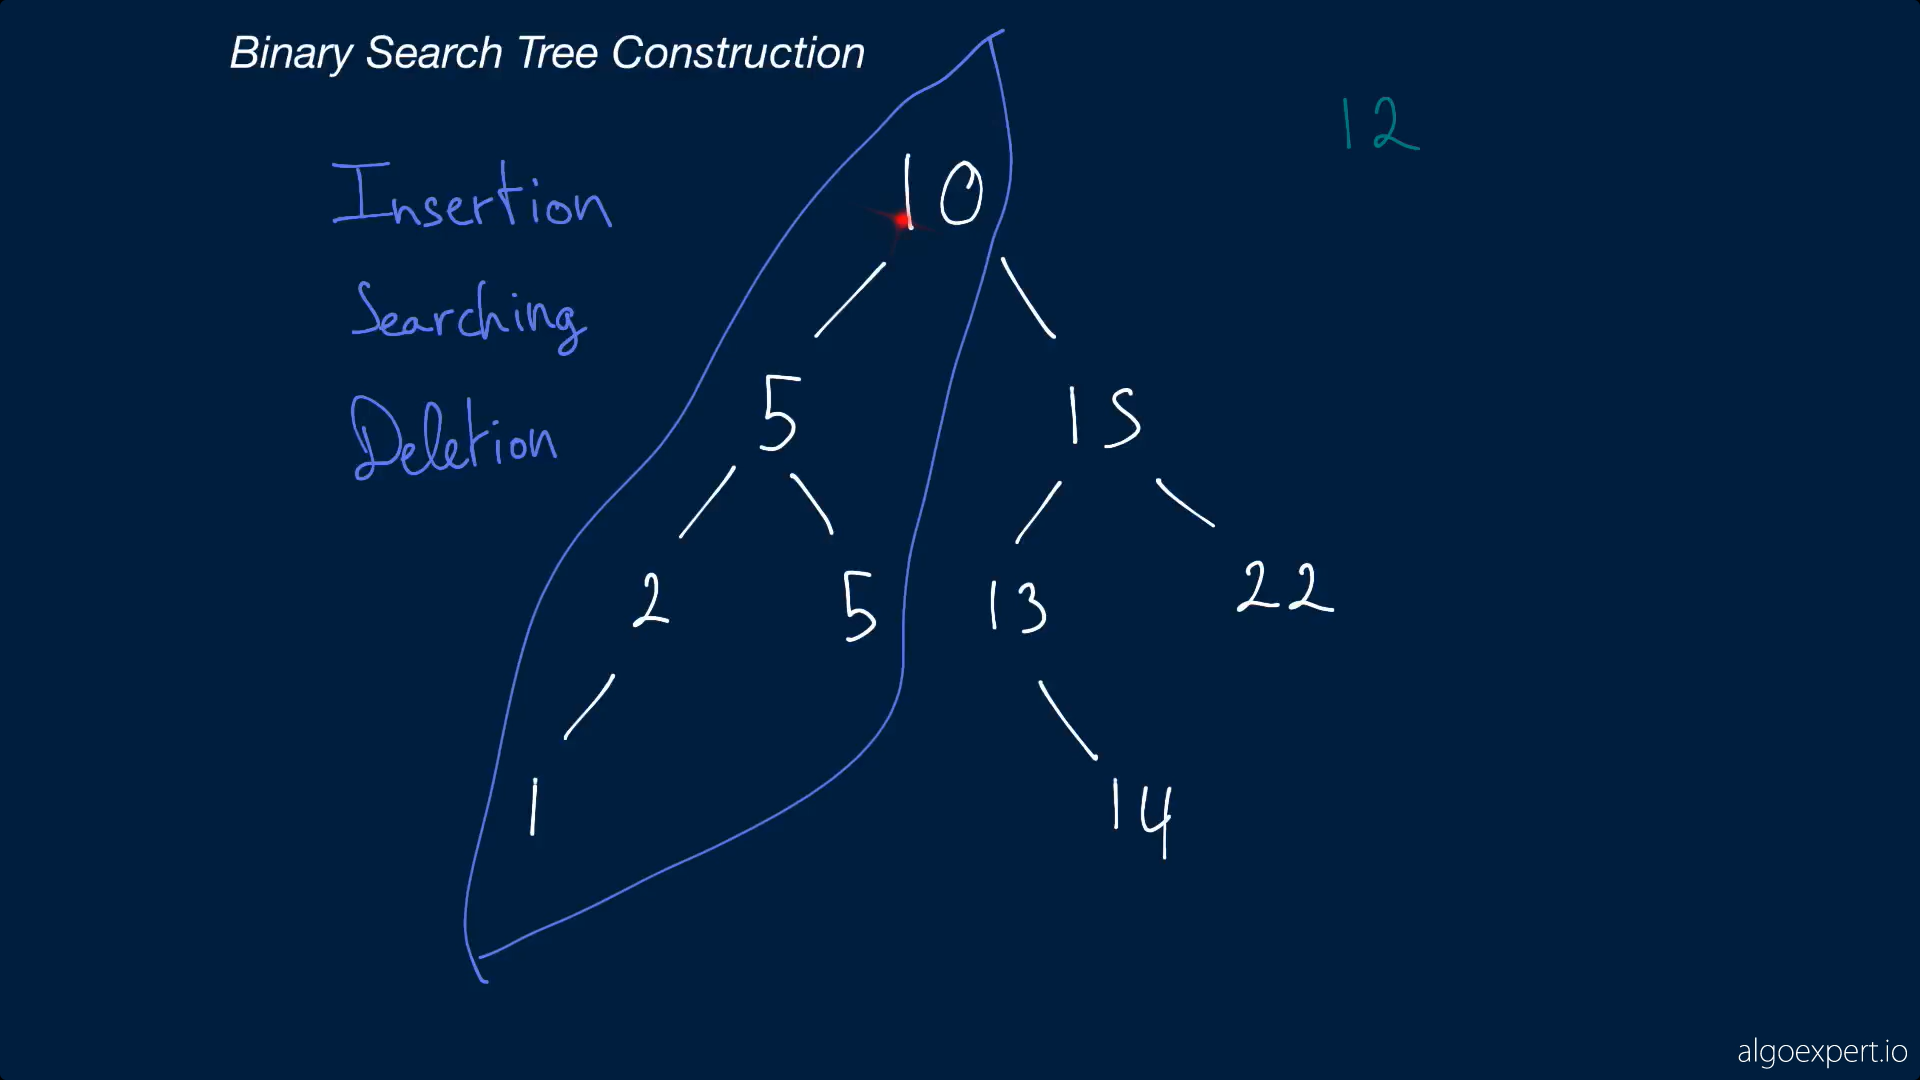 Binary Search Tree Construction
12
Insertion
10
Searching
Deletion
5
15
2
5
13
22
1
14
algoexpert.io